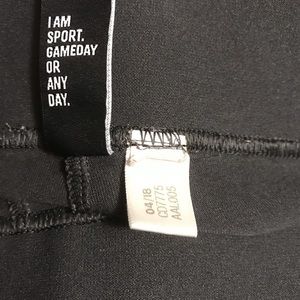 I AM
SPORT.
GAMEDAY
OR
ANY
DAY.
04/18
CD7775
AAL005